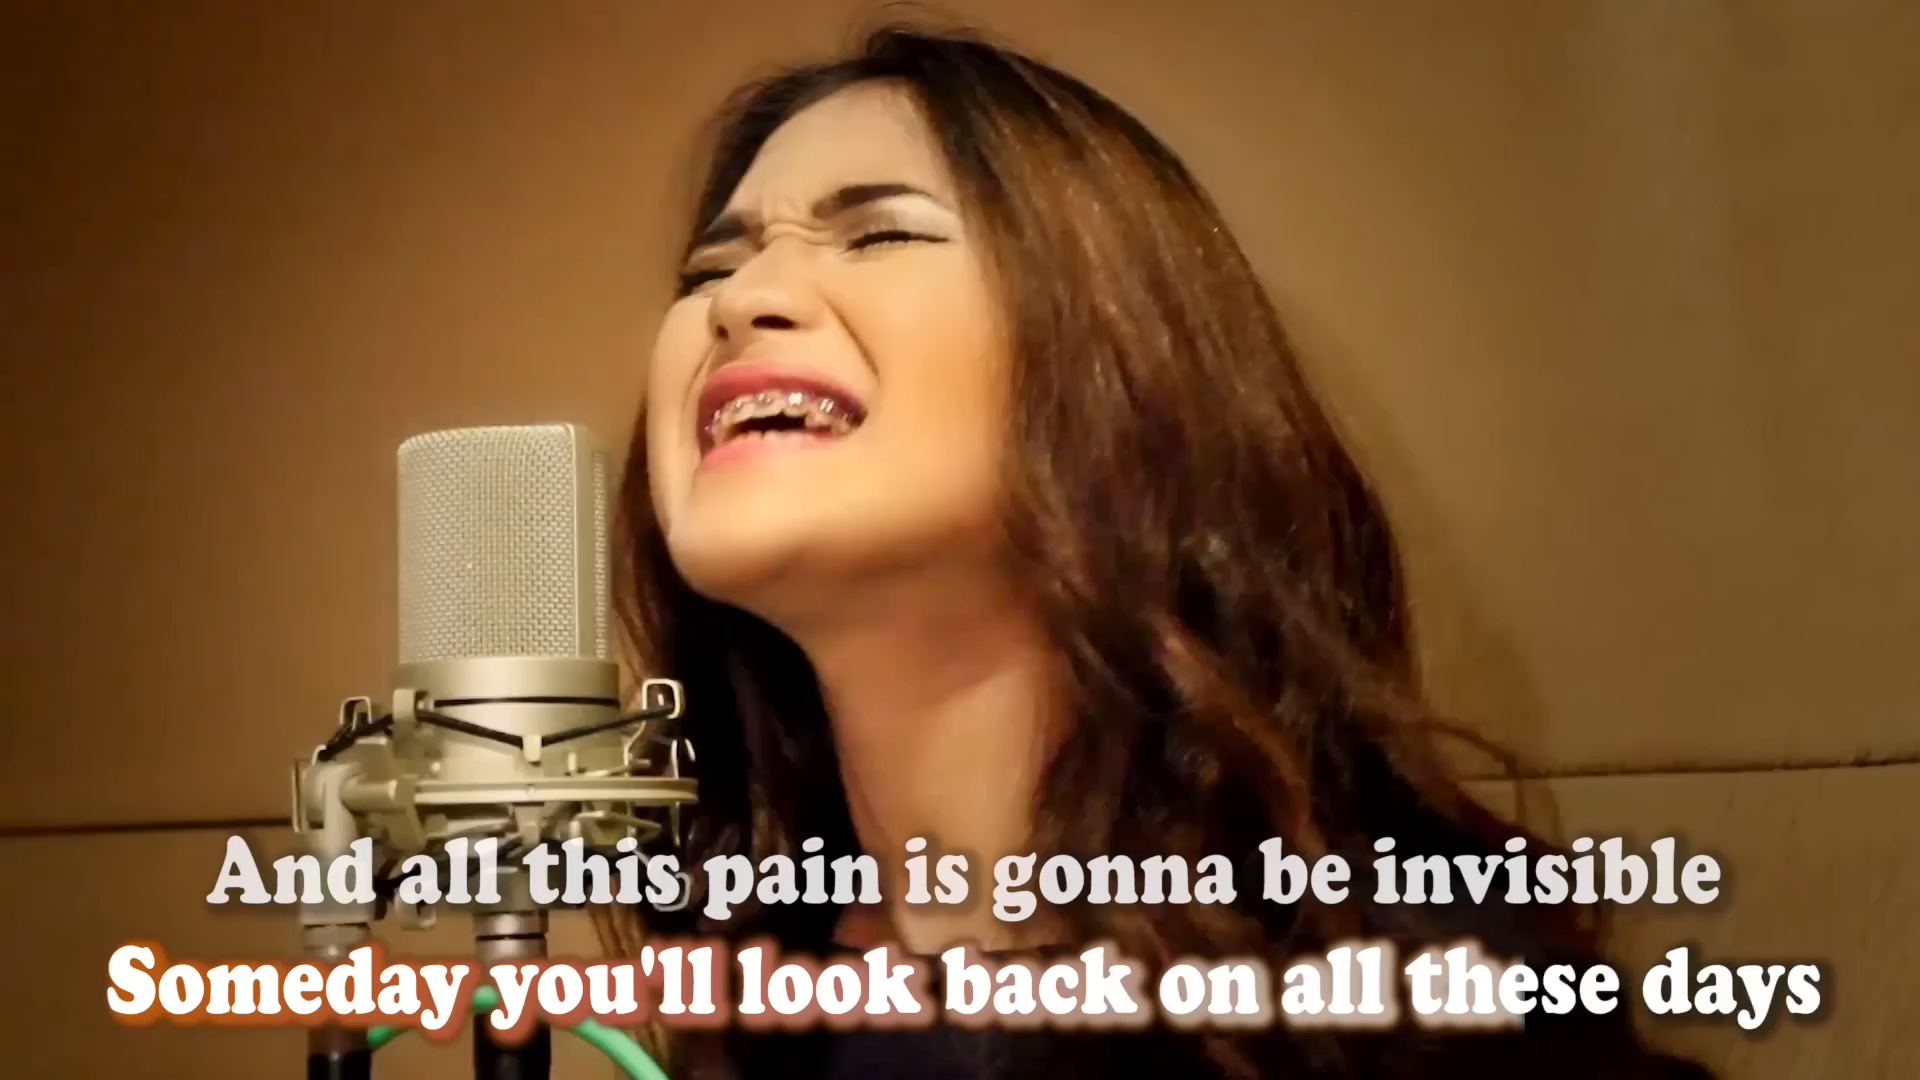 And all this pain is gonna be invisible
Someday you'll look back on all these days